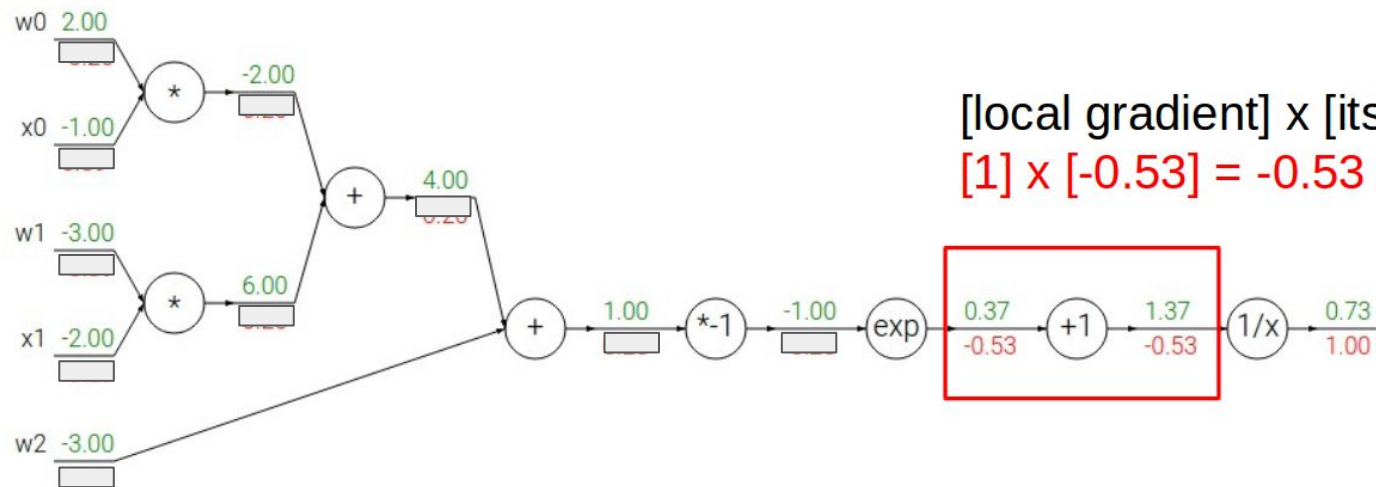 w0 2.00
-2.00
*
x0 -1.00
[local gradient] x [its
[1] x [-0.53] = -0.53
4.00
+
w1 -3.00
6.00
*
x1 -2.00
+ 1.00 *-1 -1.00 exp 0.37 +1 1.37 1/x 0.73
-0.53 -0.53 1.00
w2 -3.00